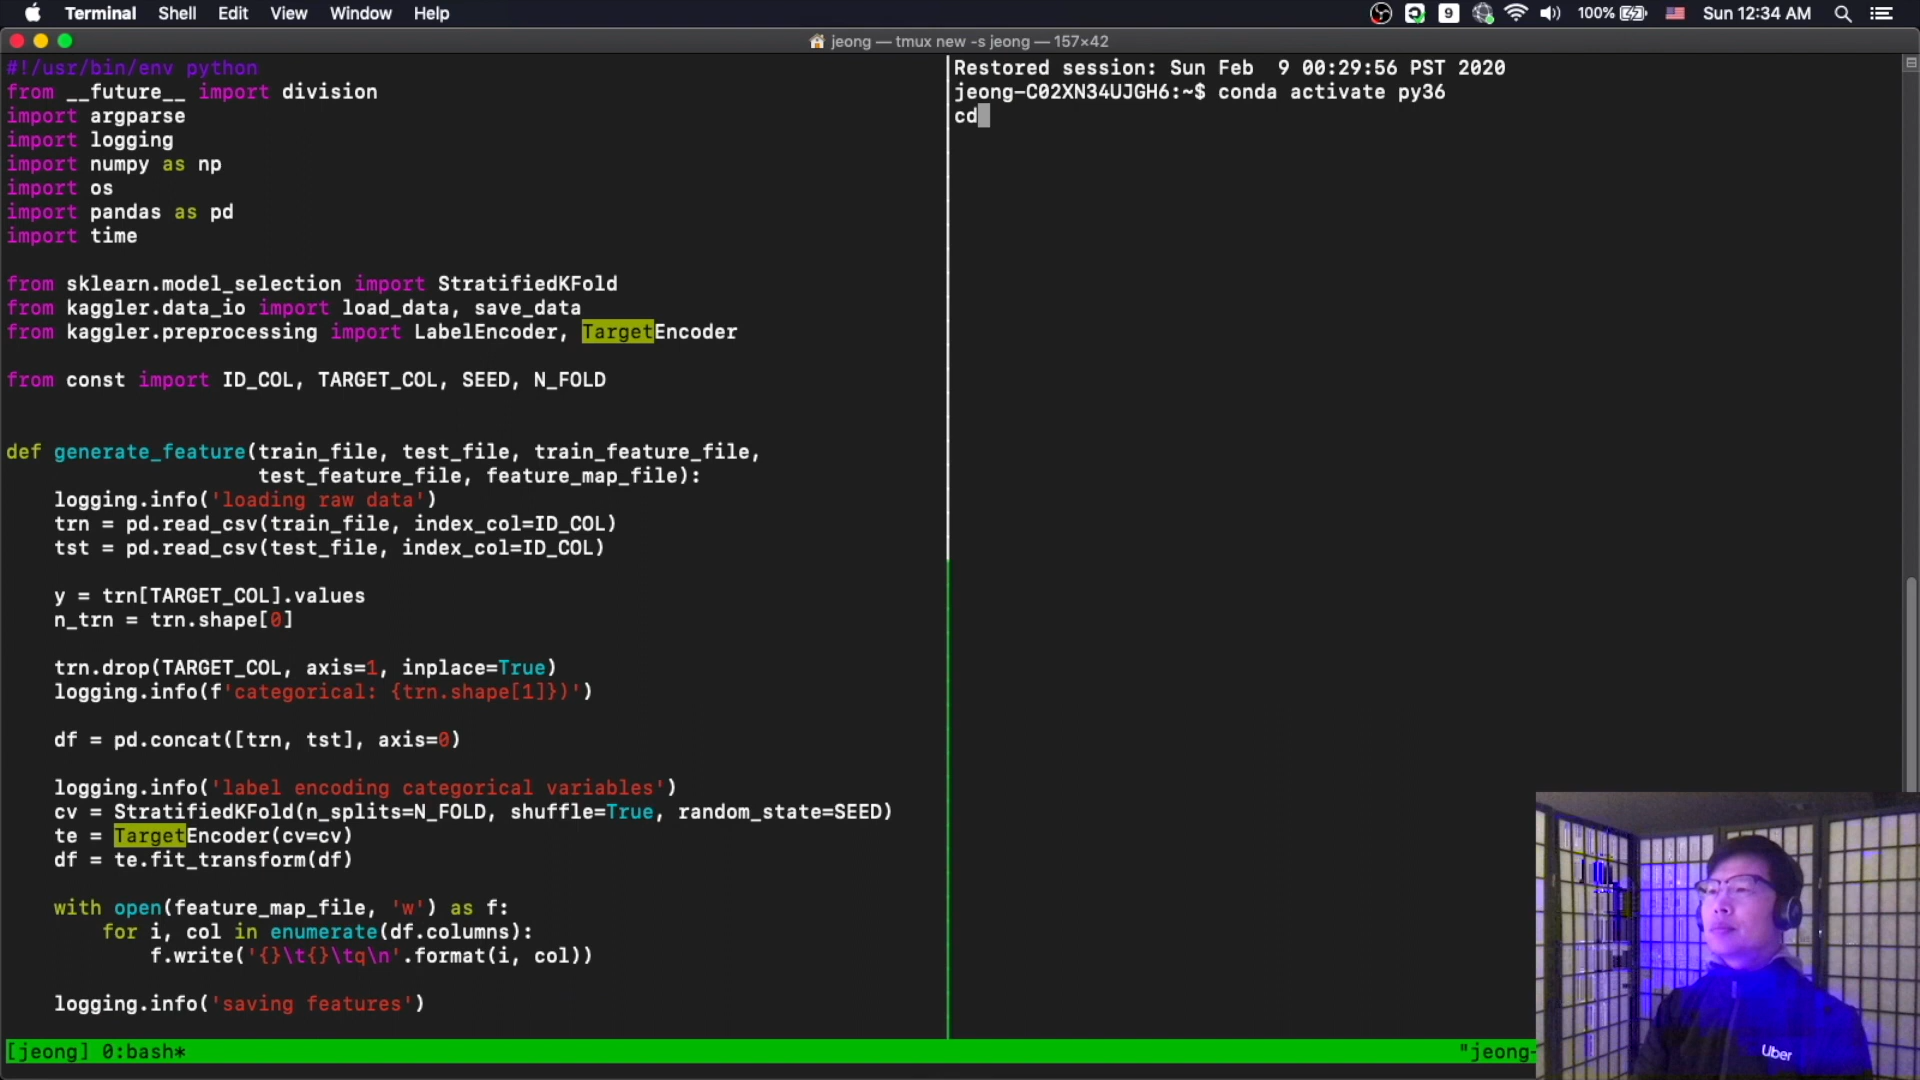 Terminal Shell Edit View Window Help
9 100% Sun 12:34 AM
jeong — tmux new -s jeong — 157×42
#!/usr/bin/env python
from __future__ import division
import argparse
import logging
import numpy as np
import os
import pandas as pd
import time
from sklearn.model_selection import StratifiedKFold
from kaggler.data_io import load_data, save_data
from kaggler.preprocessing import LabelEncoder, TargetEncoder
from const import ID_COL, TARGET_COL, SEED, N_FOLD
def generate_feature(train_file, test_file, train_feature_file,
test_feature_file, feature_map_file):
logging.info('loading raw data')
trn = pd.read_csv(train_file, index_col=ID_COL)
tst = pd.read_csv(test_file, index_col=ID_COL)
y = trn[TARGET_COL].values
n_trn = trn.shape[0]
trn.drop(TARGET_COL, axis=1, inplace=True)
logging.info(f'categorical: {trn.shape[1]})')
df = pd.concat([trn, tst], axis=0)
logging.info('label encoding categorical variables')
cv = StratifiedKFold(n_splits=N_FOLD, shuffle=True, random_state=SEED)
te = TargetEncoder(cv=cv)
df = te.fit_transform(df)
with open(feature_map_file, 'w') as f:
for i, col in enumerate(df.columns):
f.write('{}\t{}\tq\n'.format(i, col))
logging.info('saving features')
Restored session: Sun Feb  9 00:29:56 PST 2020
jeong-C02XN34UJGH6:~$ conda activate py36
cd
[jeong] 0:bash*
"jeong-
Uber